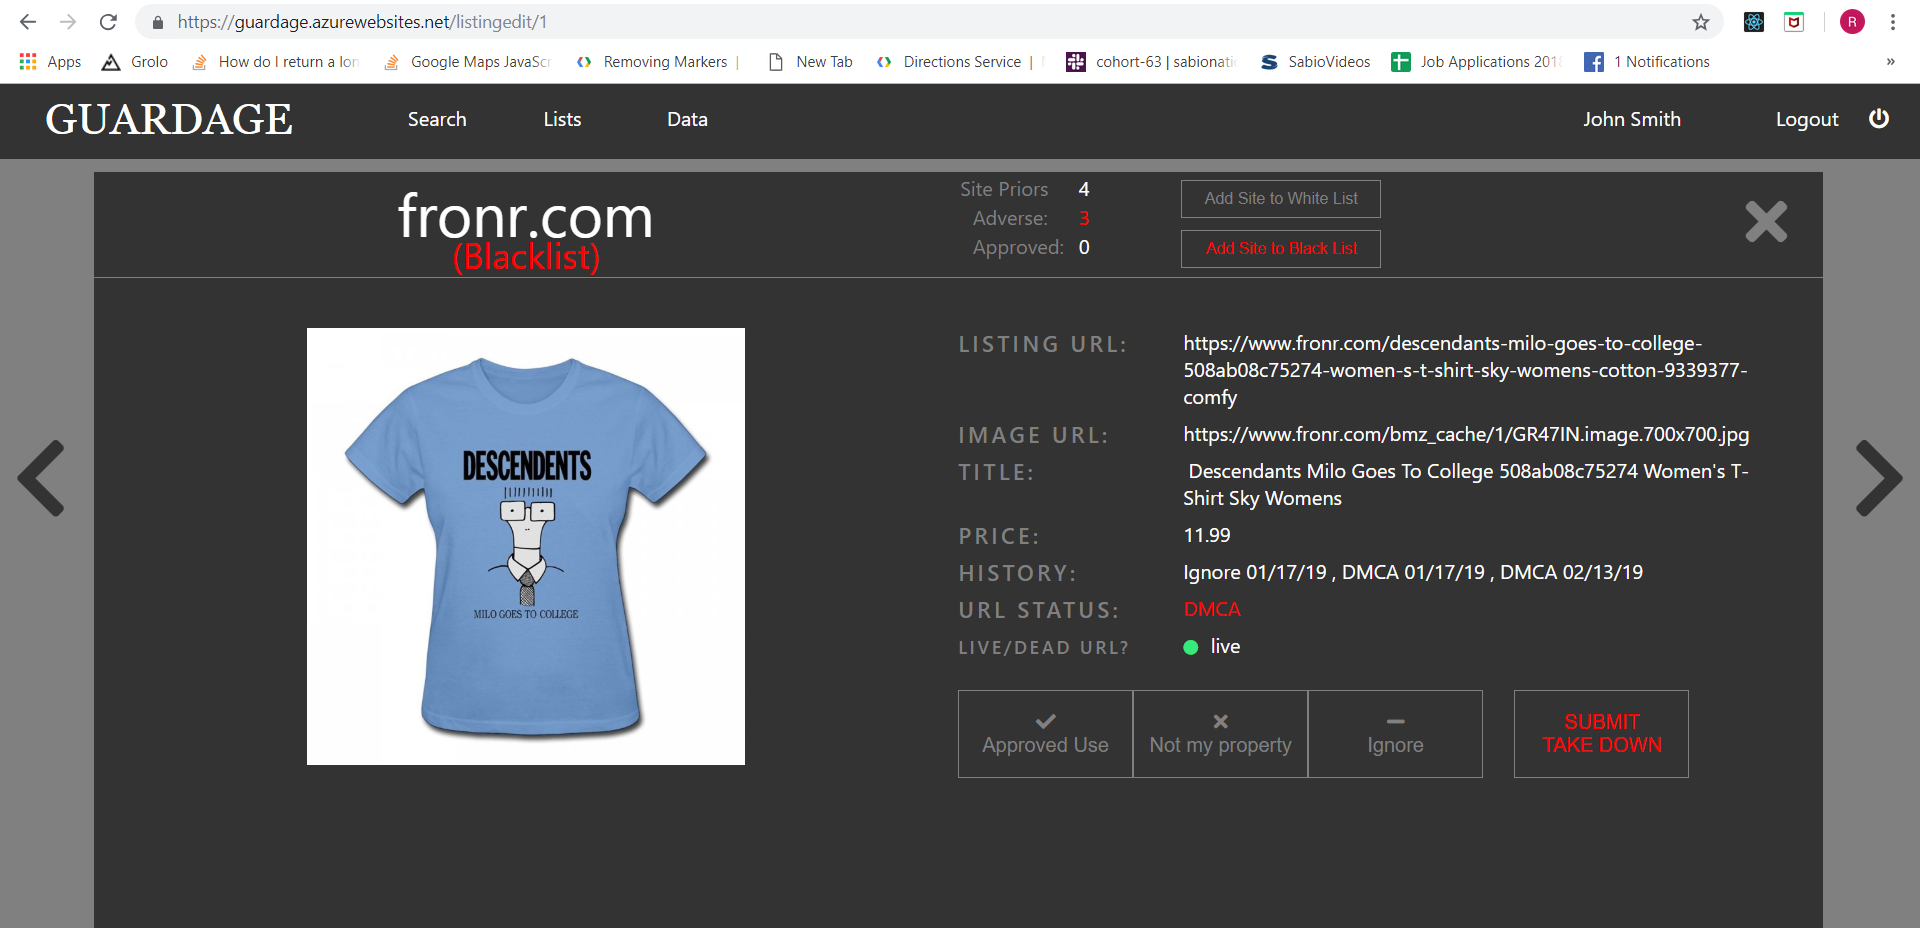 https://guardage.azurewebsites.net/listingedit/1
R
Apps
Grolo
How do I return a lon
Google Maps JavaScr
Removing Markers |
New Tab
Directions Service |
cohort-63 | sabionati
SabioVideos
Job Applications 2018
1 Notifications
»
GUARDAGE
Search
Lists
Data
John Smith
Logout
fronr.com
(Blacklist)
Site Priors 4
Adverse: 3
Approved: 0
Add Site to White List
Add Site to Black List
DESCENDENTS
MILO GOES TO COLLEGE
LISTING URL:
https://www.fronr.com/descendants-milo-goes-to-college-
508ab08c75274-women-s-t-shirt-sky-womens-cotton-9339377-
comfy
IMAGE URL: https://www.fronr.com/bmz_cache/1/GR47IN.image.700x700.jpg
TITLE: Descendants Milo Goes To College 508ab08c75274 Women's T-
Shirt Sky Womens
PRICE: 11.99
HISTORY: Ignore 01/17/19 , DMCA 01/17/19 , DMCA 02/13/19
URL STATUS: DMCA
LIVE/DEAD URL? live
Approved Use
Not my property
Ignore
SUBMIT
TAKE DOWN